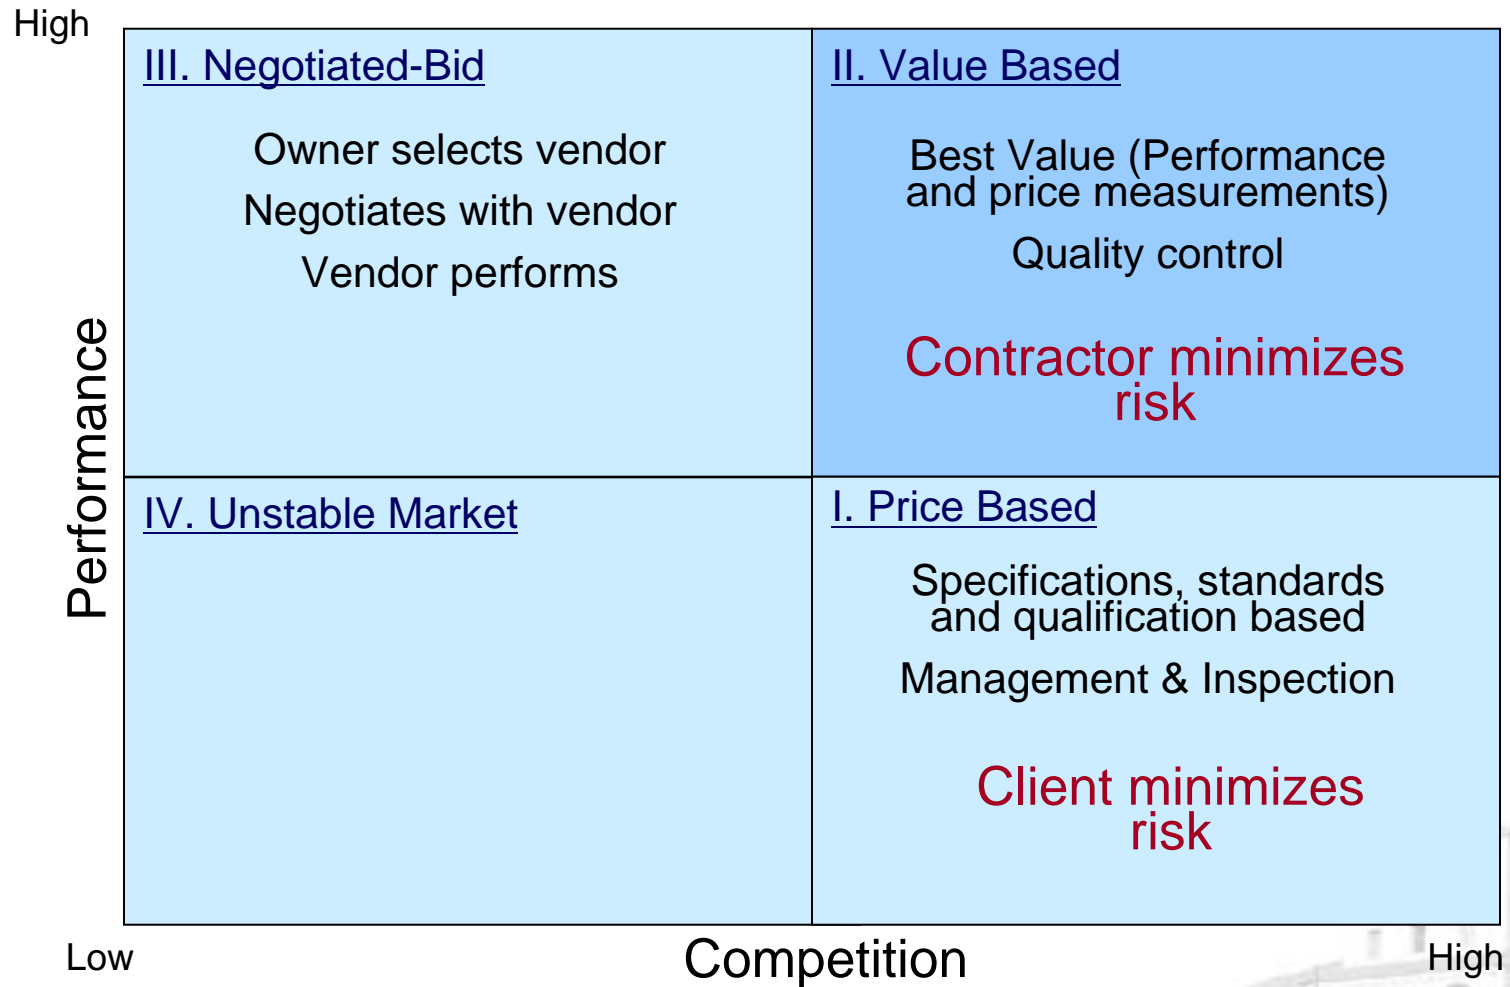 High
III. Negotiated-Bid
Owner selects vendor
Negotiates with vendor
Vendor performs
II. Value Based
Best Value (Performance
and price measurements)
Quality control
Contractor minimizes
risk
Performance
IV. Unstable Market
I. Price Based
Specifications, standards
and qualification based
Management & Inspection
Client minimizes
risk
Low
Competition
High